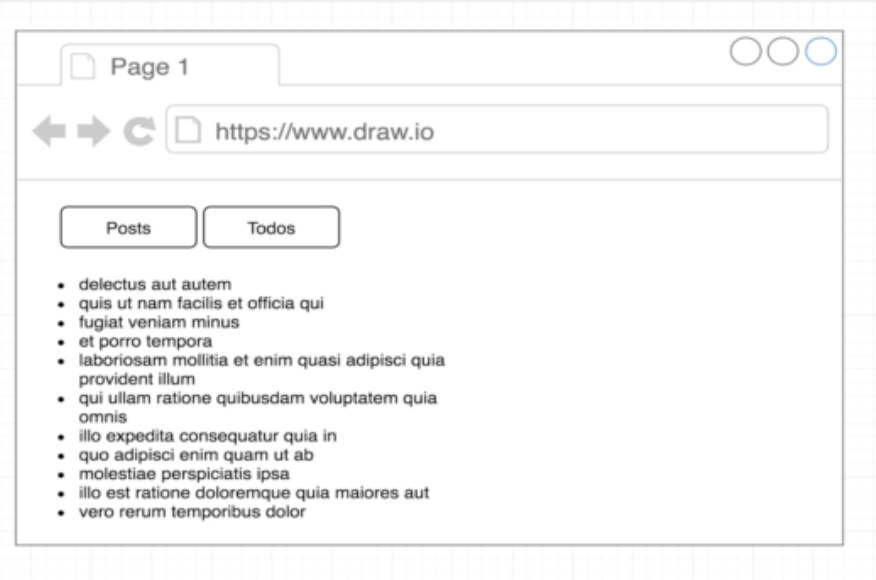 Page 1
https://www.draw.io
Posts
Todos
• delectus aut autem
• quis ut nam facilis et officia qui
• fugiat veniam minus
• et porro tempora
• laboriosam mollitia et enim quasi adipisci quia
provident illum
• qui ullam ratione quibusdam voluptatem quia
omnis
• illo expedita consequatur quia in
• quo adipisci enim quam ut ab
• molestiae perspiciatis ipsa
• illo est ratione doloremque quia maiores aut
• vero rerum temporibus dolor